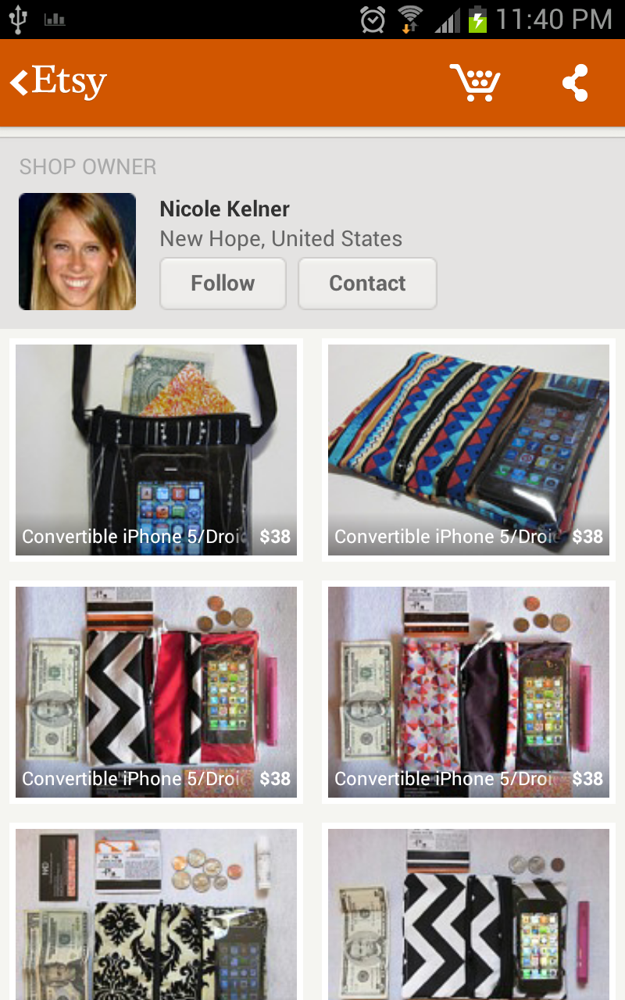 11:40 PM
Etsy
SHOP OWNER
Nicole Kelner
New Hope, United States
Follow Contact
Convertible iPhone 5/Droi $38
Convertible iPhone 5/Droi $38
Convertible iPhone 5/Droi $38
Convertible iPhone 5/Droi $38